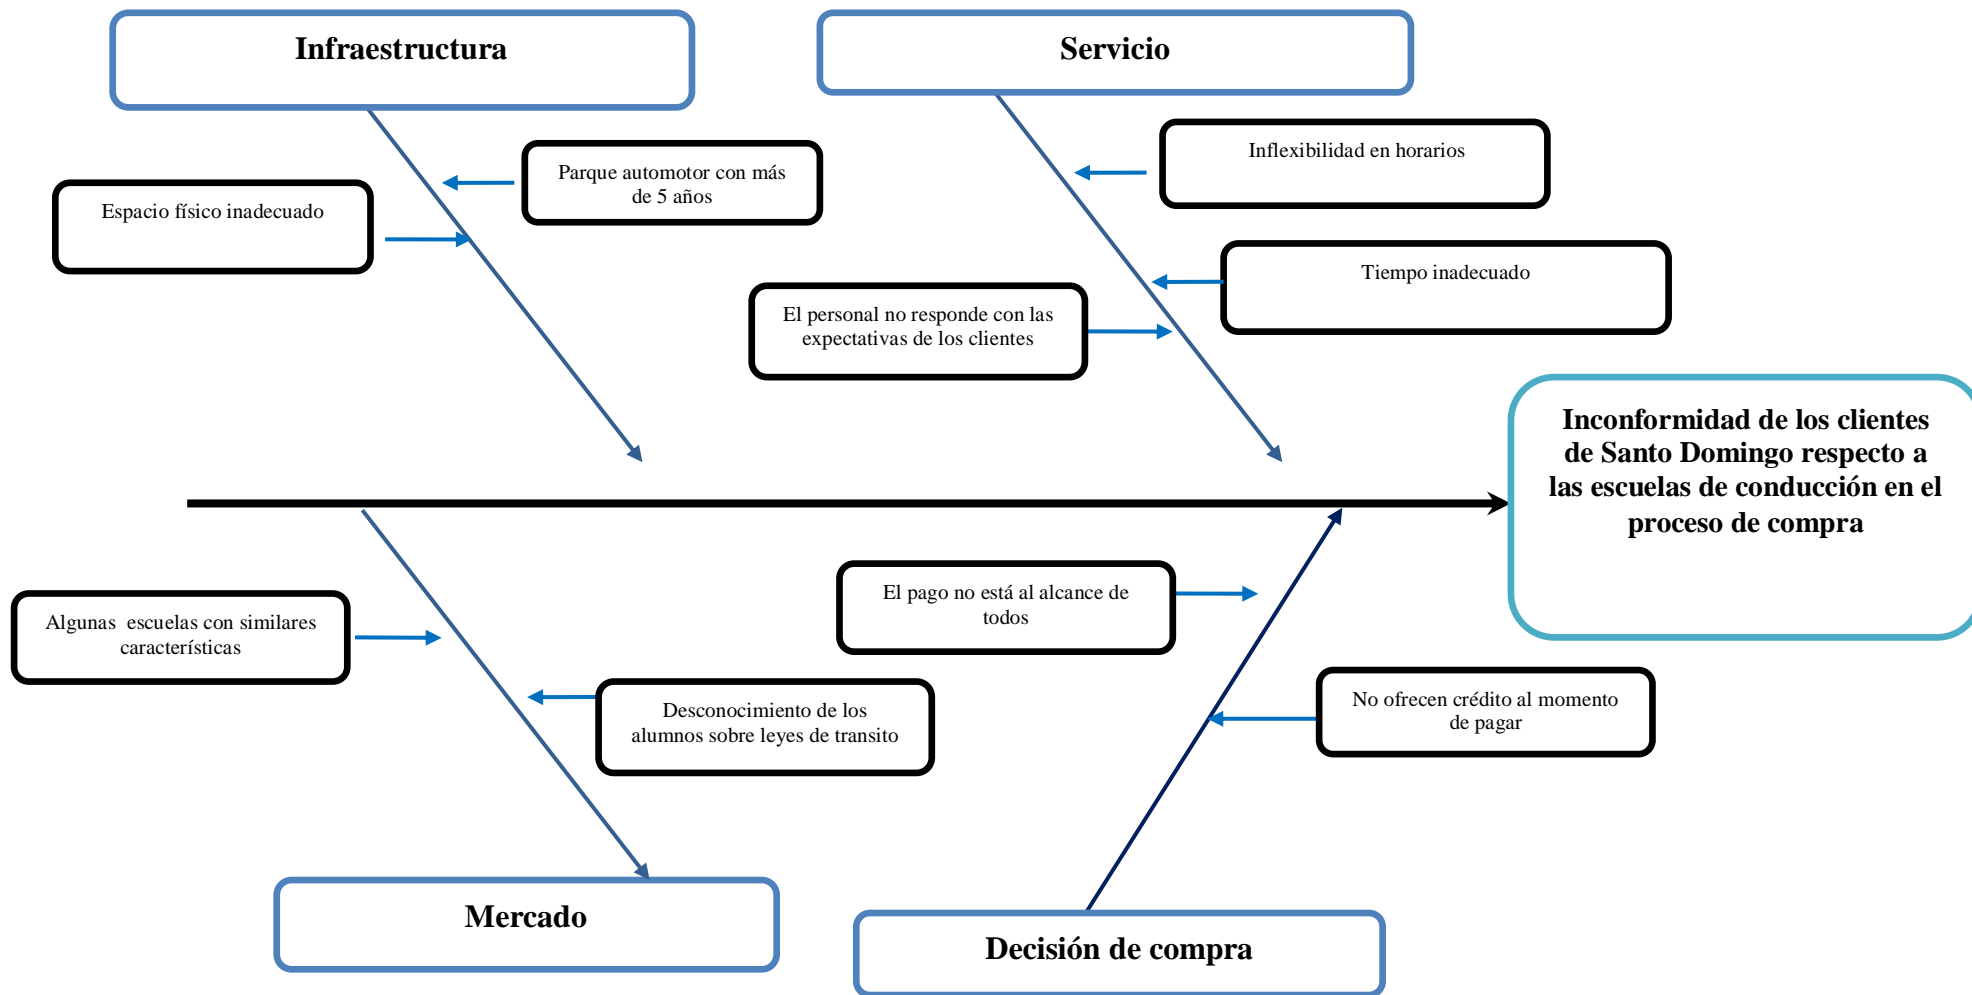 Infraestructura
Servicio
Parque automotor con más
de 5 años
Inflexibilidad en horarios
Espacio físico inadecuado
Tiempo inadecuado
El personal no responde con las
expectativas de los clientes
Inconformidad de los clientes
de Santo Domingo respecto a
las escuelas de conducción en el
proceso de compra
El pago no está al alcance de
todos
Algunas escuelas con similares
características
No ofrecen crédito al momento
de pagar
Desconocimiento de los
alumnos sobre leyes de transito
Mercado
Decisión de compra